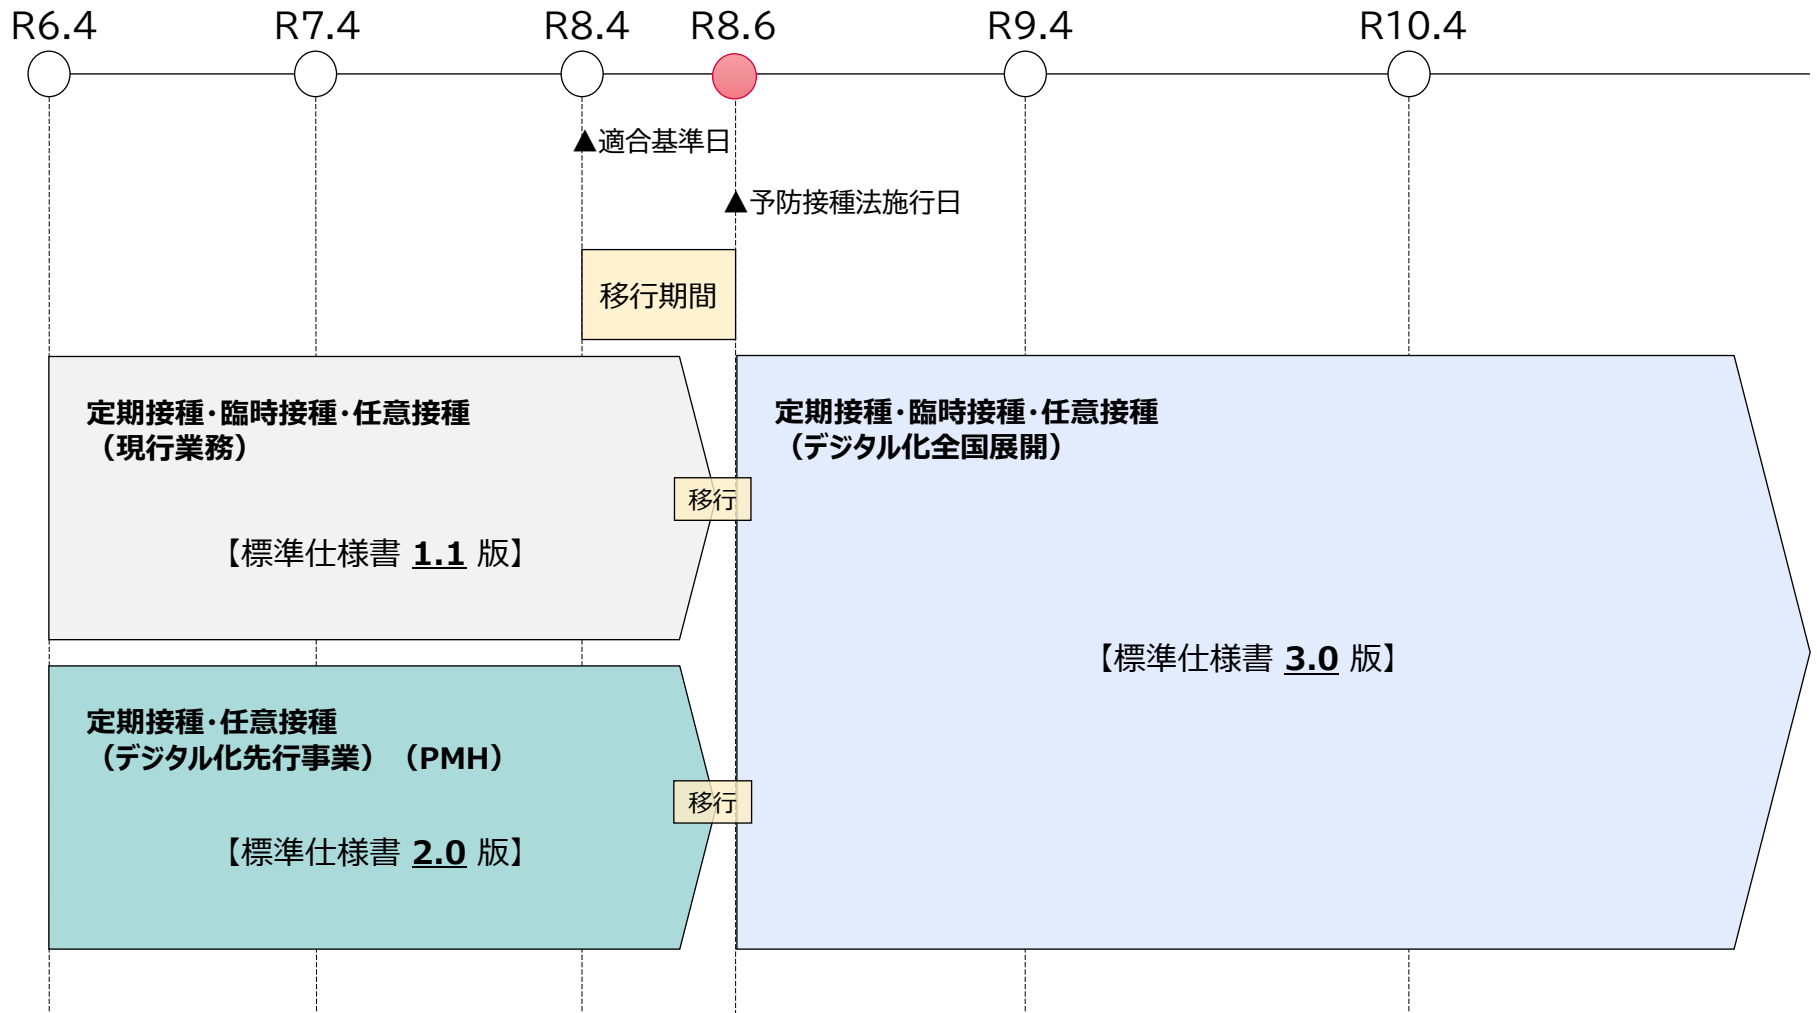 R6.4
R7.4
R8.4
R8.6
R9.4
R10.4
▲適合基準日
▲予防接種法施行日
移行期間
定期接種・臨時接種・任意接種
（現行業務）
【標準仕様書 1.1 版】
移行
定期接種・任意接種
（デジタル化先行事業）（PMH）
【標準仕様書 2.0 版】
移行
定期接種・臨時接種・任意接種
（デジタル化全国展開）
【標準仕様書 3.0 版】